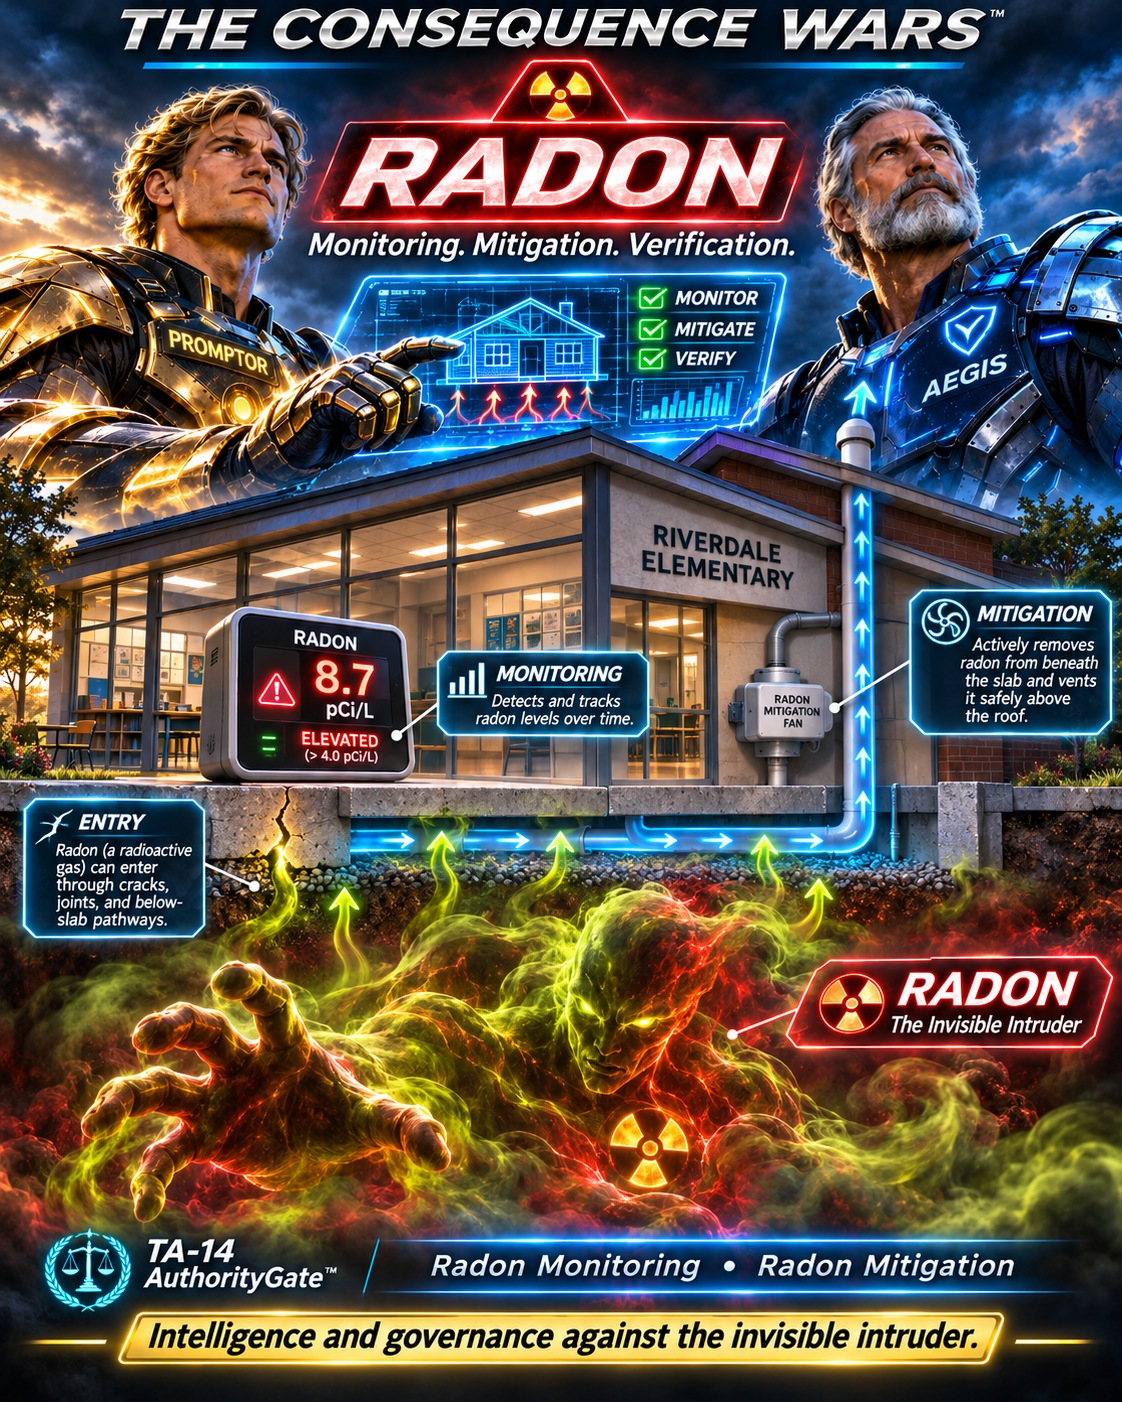 THE CONSEQUENCE WARS™
RADON
Monitoring. Mitigation. Verification.
MONITOR
MITIGATE
VERIFY
PROMPTOR
AEGIS
RIVERDALE
ELEMENTARY
RADON
8.7
pCi/L
ELEVATED
(> 4.0 pCi/L)
MONITORING
Detects and tracks
radon levels over time.
RADON
MITIGATION
FAN
MITIGATION
Actively removes
radon from beneath
the slab and vents
it safely above
the roof.
ENTRY
Radon (a radioactive
gas) can enter
through cracks,
joints, and below-
slab pathways.
RADON
The Invisible Intruder
TA-14
AuthorityGate™
Radon Monitoring • Radon Mitigation
Intelligence and governance against the invisible intruder.